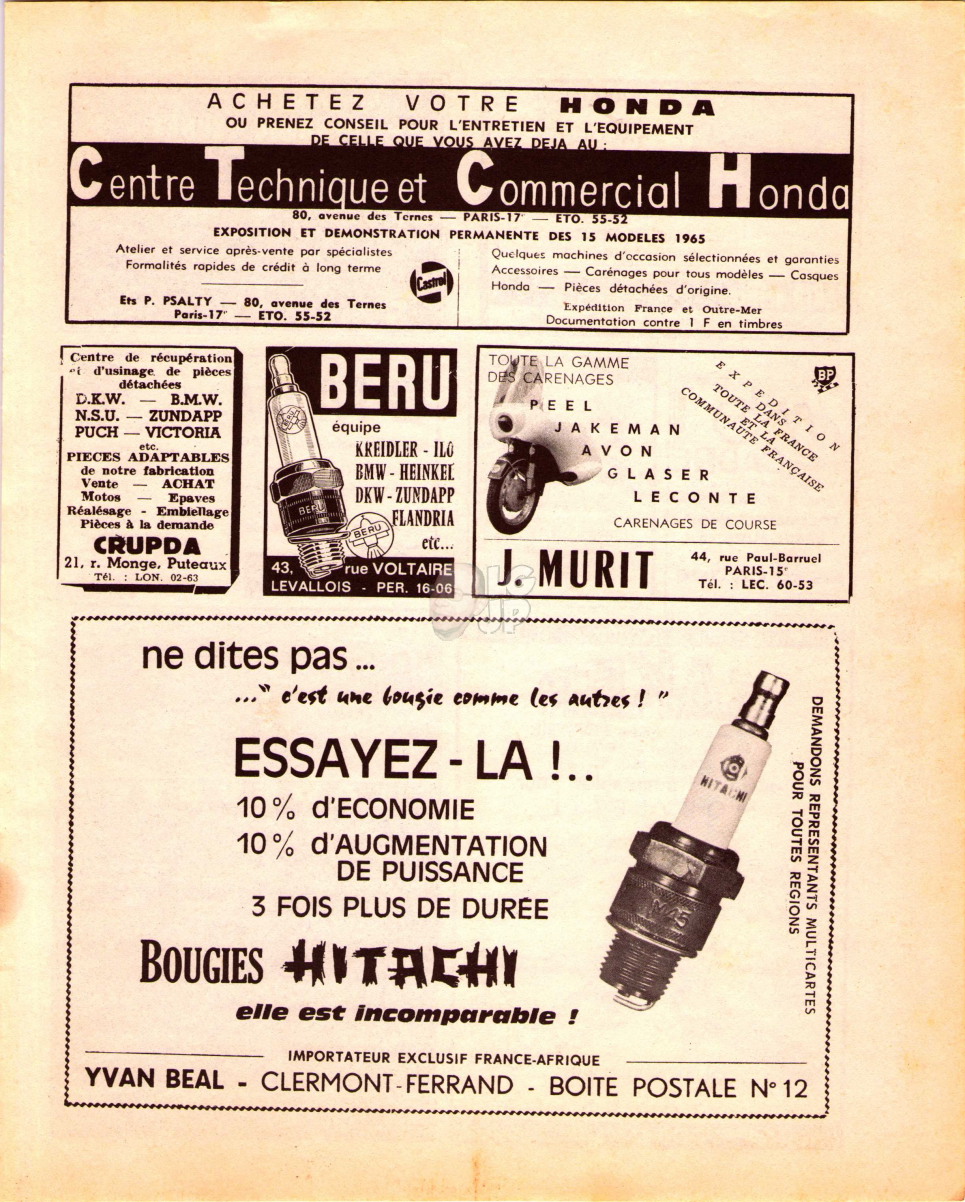 ACHETEZ VOTRE HONDA
OU PRENEZ CONSEIL POUR L'ENTRETIEN ET L'EQUIPEMENT
DE CELLE QUE VOUS AVEZ DEJA AU :
Centre Technique et Commercial Honda
80, avenue des Ternes — PARIS-17e — ETO. 55-52
EXPOSITION ET DEMONSTRATION PERMANENTE DES 15 MODELES 1965
Atelier et service après-vente par spécialistes
Formalités rapides de crédit à long terme
Ets P. PSALTY — 80, avenue des Ternes
Paris-17e — ETO. 55-52
Castrol
Quelques machines d'occasion sélectionnées et garanties
Accessoires — Carénages pour tous modèles — Casques
Honda — Pièces détachées d'origine.
Expédition France et Outre-Mer
Documentation contre 1 F en timbres
Centre de récupération
et d'usinage de pièces
détachées
D.K.W. — B.M.W.
N.S.U. — ZUNDAPP
PUCH — VICTORIA
etc.
PIECES ADAPTABLES
de notre fabrication
Vente — ACHAT
Motos — Epaves
Réalésage - Embiellage
Pièces à la demande
CRUPDA
21, r. Monge, Puteaux
Tél. : LON. 02-63
BERU
équipe
KREIDLER - ILO
BMW - HEINKEL
DKW - ZUNDAPP
FLANDRIA
etc...
BERU
BERU
43, rue VOLTAIRE
LEVALLOIS - PER. 16-06
TOUTE LA GAMME
DES CARENAGES
PEEL
JAKEMAN
AVON
GLASER
LECONTE
CARENAGES DE COURSE
EXPEDITION
DANS
TOUTE LA FRANCE
ET LA
COMMUNAUTE FRANÇAISE
BP
J. MURIT
44, rue Paul-Barruel
PARIS-15e
Tél. : LEC. 60-53
ne dites pas ...
..." c'est une bougie comme les autres ! "
ESSAYEZ - LA !..
10 % d'ECONOMIE
10 % d'AUGMENTATION
DE PUISSANCE
3 FOIS PLUS DE DURÉE
BOUGIES HITACHI
elle est incomparable !
HITACHI
N45
DEMANDONS REPRESENTANTS MULTICARTES
POUR TOUTES REGIONS
IMPORTATEUR EXCLUSIF FRANCE-AFRIQUE
YVAN BEAL - CLERMONT-FERRAND - BOITE POSTALE N° 12